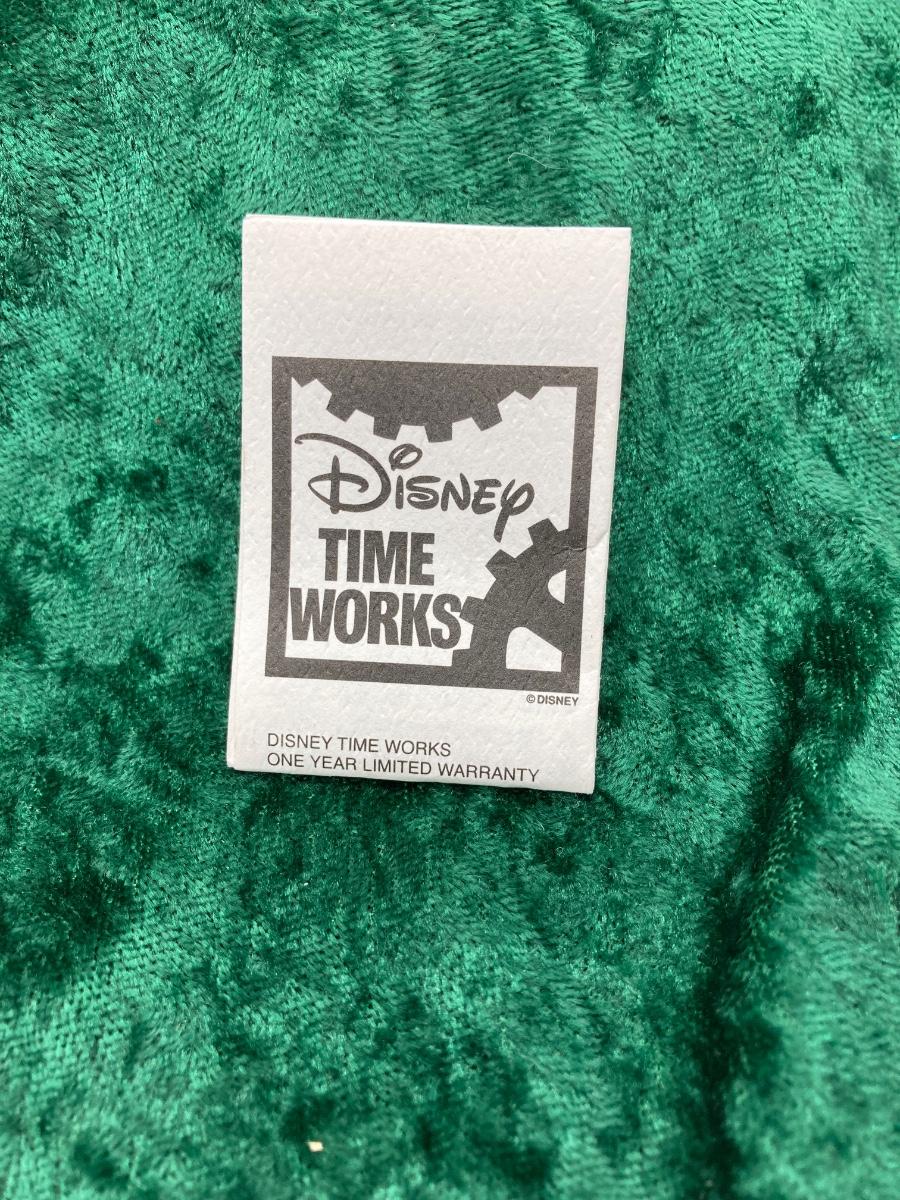 Disney
TIME
WORKS
© DISNEY
DISNEY TIME WORKS
ONE YEAR LIMITED WARRANTY